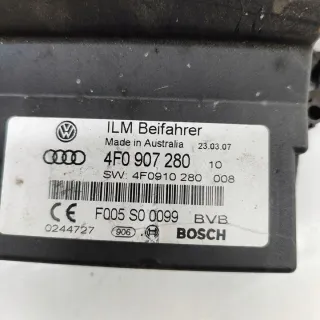 ILM Beifahrer
Made in Australia 23.03.07
4F0 907 280 10
SW: 4F0910 280 008
CE F005 S0 0099 BVB
0244727 906 BOSCH